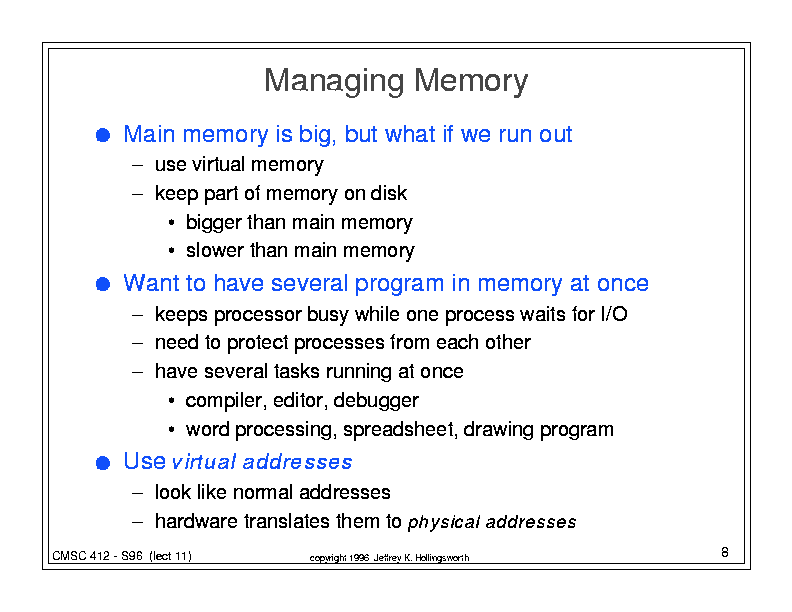 Managing Memory
● Main memory is big, but what if we run out
– use virtual memory
– keep part of memory on disk
• bigger than main memory
• slower than main memory
● Want to have several program in memory at once
– keeps processor busy while one process waits for I/O
– need to protect processes from each other
– have several tasks running at once
• compiler, editor, debugger
• word processing, spreadsheet, drawing program
● Use virtual addresses
– look like normal addresses
– hardware translates them to physical addresses
CMSC 412 - S96 (lect 11)
copyright 1996 Jeffrey K. Hollingsworth
8